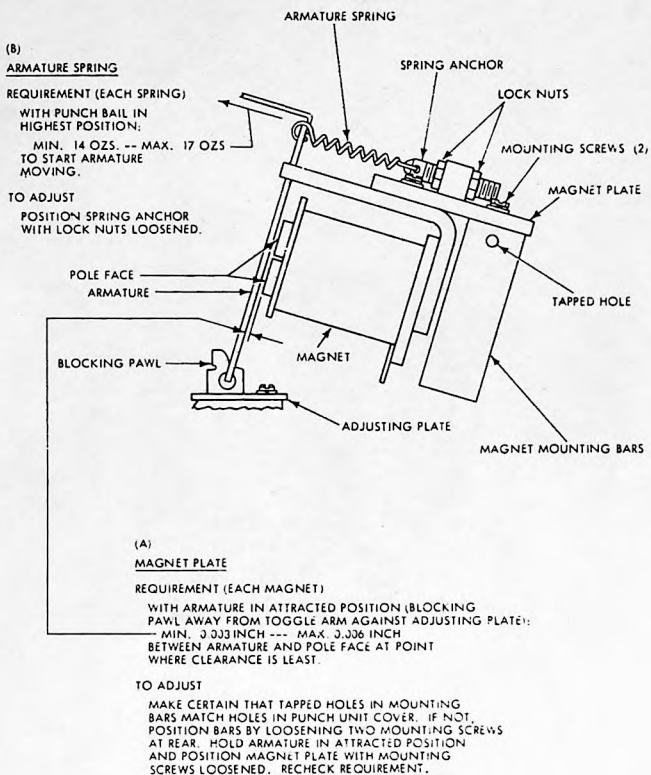 ARMATURE SPRING
(B)
ARMATURE SPRING
SPRING ANCHOR
REQUIREMENT (EACH SPRING)
LOCK NUTS
WITH PUNCH BAIL IN
HIGHEST POSITION:
MIN. 14 OZS. -- MAX. 17 OZS
TO START ARMATURE
MOVING.
MOUNTING SCREWS (2)
MAGNET PLATE
TO ADJUST
POSITION SPRING ANCHOR
WITH LOCK NUTS LOOSENED.
POLE FACE
ARMATURE
TAPPED HOLE
MAGNET
BLOCKING PAWL
ADJUSTING PLATE
MAGNET MOUNTING BARS
(A)
MAGNET PLATE
REQUIREMENT (EACH MAGNET)
WITH ARMATURE IN ATTRACTED POSITION (BLOCKING
PAWL AWAY FROM TOGGLE ARM AGAINST ADJUSTING PLATE):
MIN. 0.003 INCH --- MAX. 0.006 INCH
BETWEEN ARMATURE AND POLE FACE AT POINT
WHERE CLEARANCE IS LEAST.
TO ADJUST
MAKE CERTAIN THAT TAPPED HOLES IN MOUNTING
BARS MATCH HOLES IN PUNCH UNIT COVER. IF NOT,
POSITION BARS BY LOOSENING TWO MOUNTING SCREWS
AT REAR. HOLD ARMATURE IN ATTRACTED POSITION
AND POSITION MAGNET PLATE WITH MOUNTING
SCREWS LOOSENED. RECHECK REQUIREMENT.